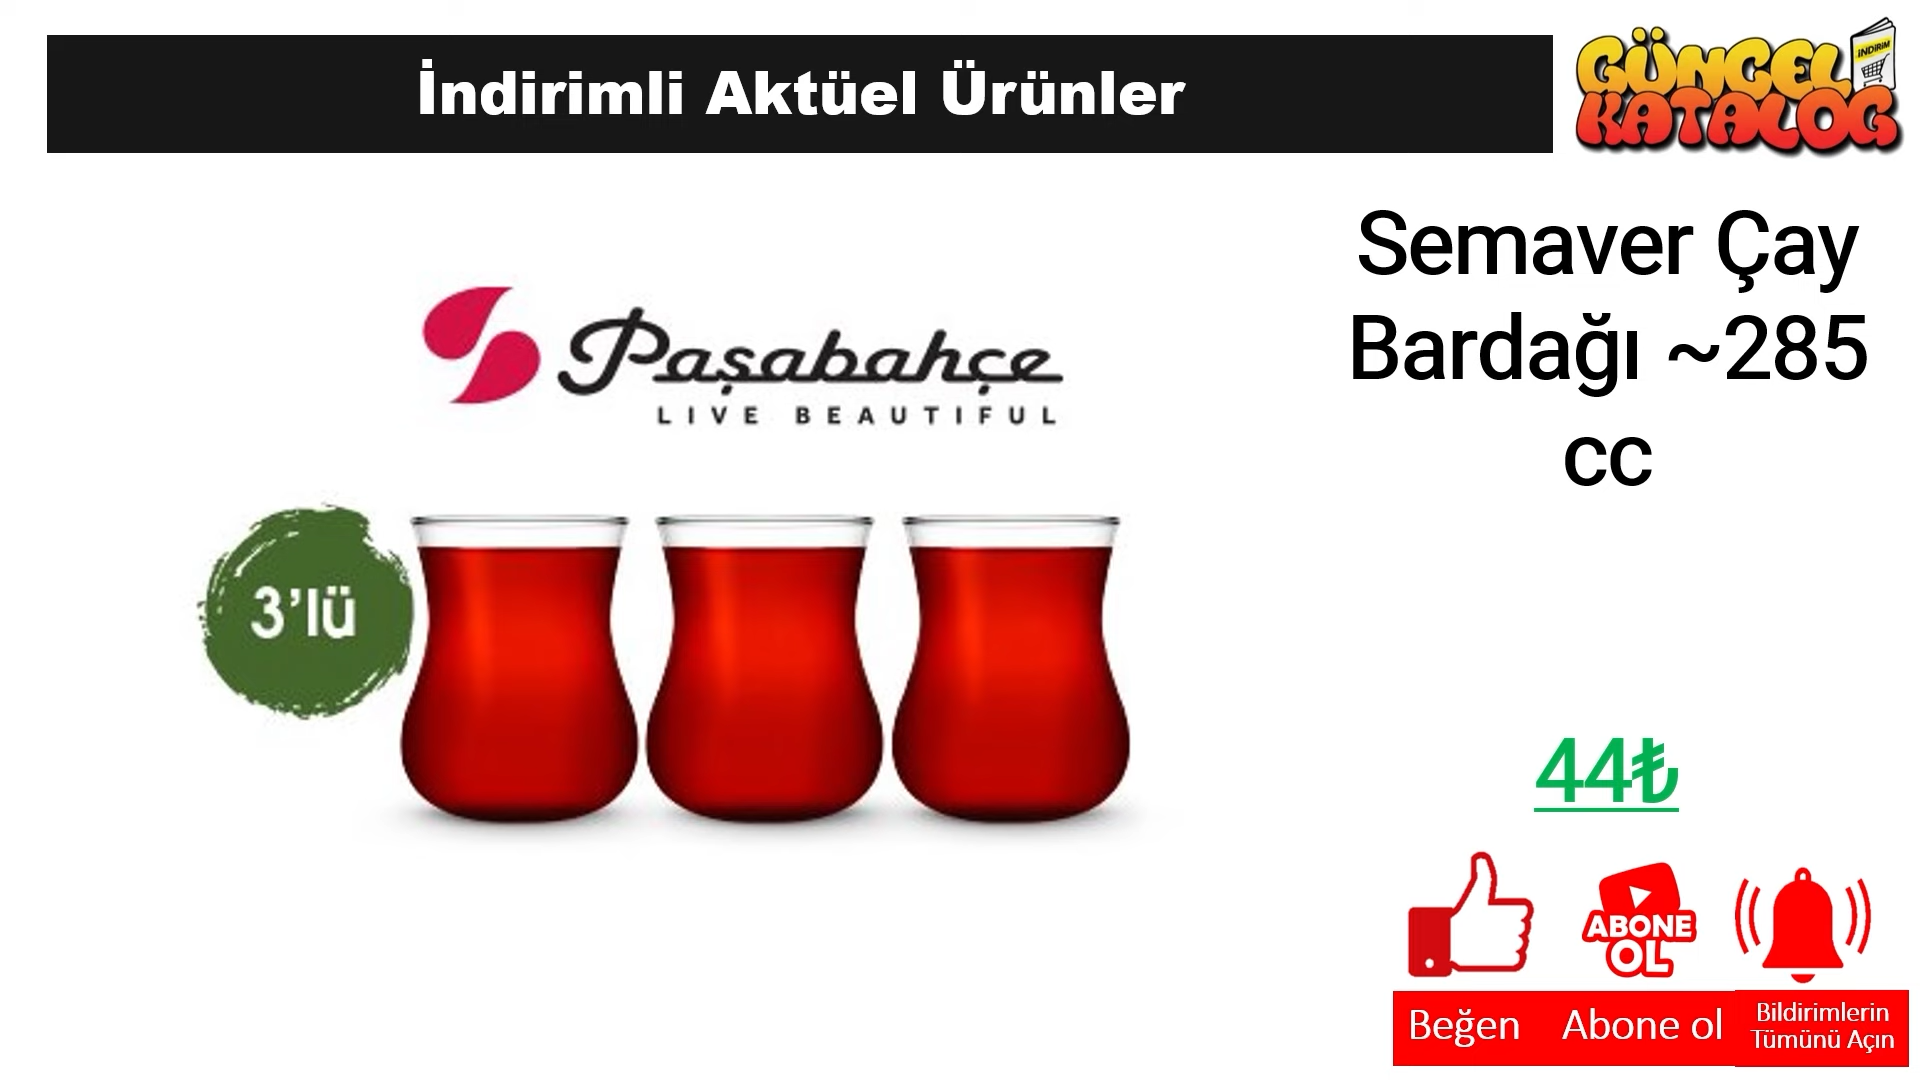 İndirimli Aktüel Ürünler
GÜNCEL
KATALOG
İNDİRİM
Semaver Çay
Bardağı ~285
cc
Paşabahçe
LIVE BEAUTIFUL
3’lü
44₺
ABONE
OL
Beğen
Abone ol
Bildirimlerin
Tümünü Açın